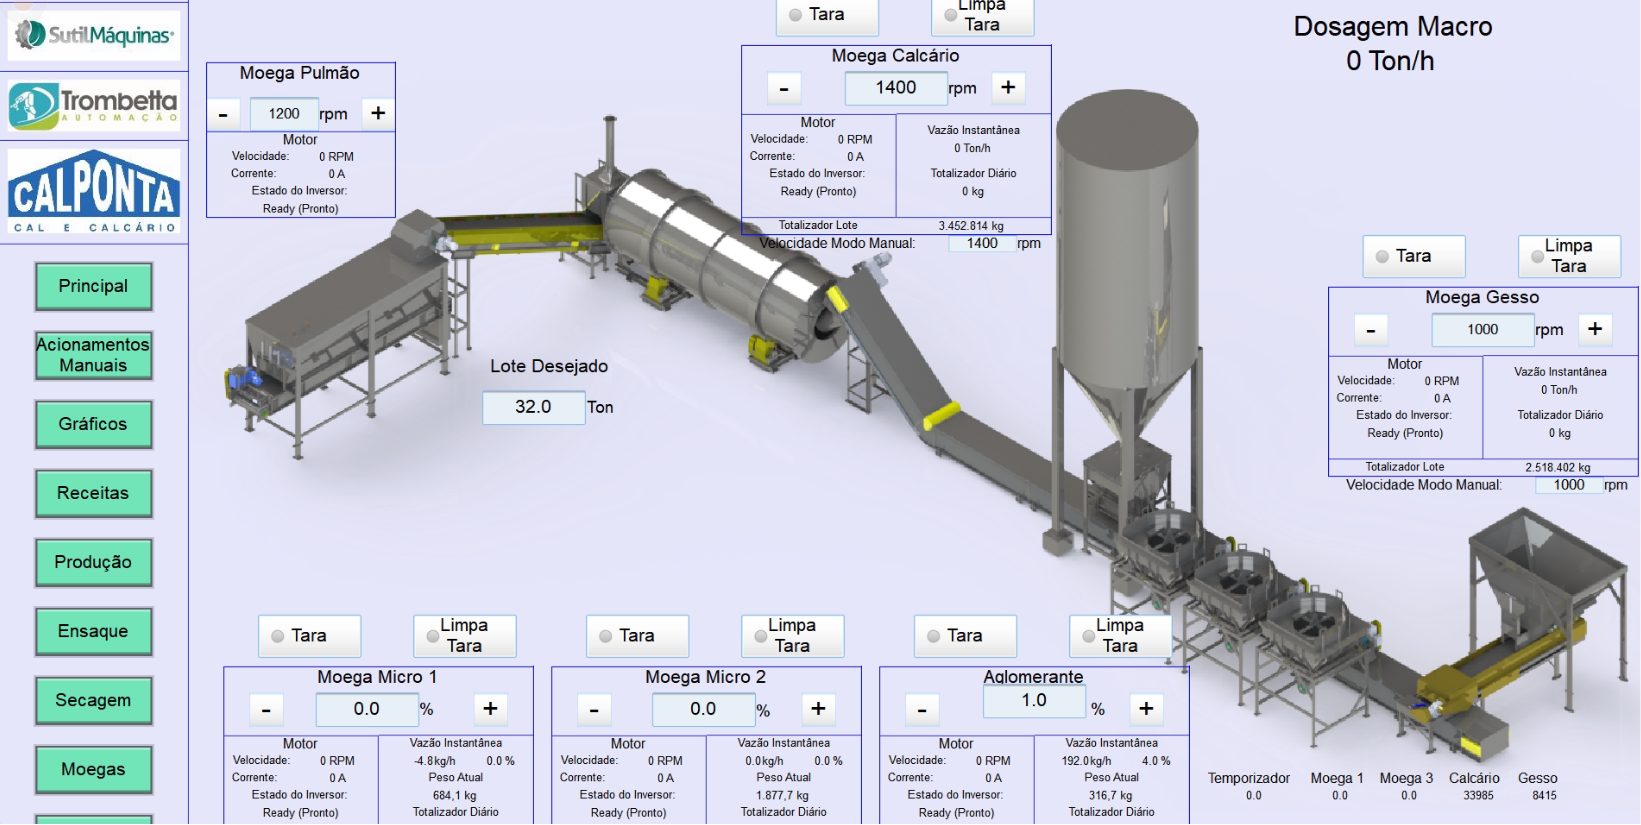 SutilMáquinas
Trombetta
AUTOMAÇÃO
CALPONTA
CAL E CALCÁRIO
Principal
Acionamentos
Manuais
Gráficos
Receitas
Produção
Ensaque
Secagem
Moegas
Moega Pulmão
- 1200 rpm +
Motor
Velocidade: 0 RPM
Corrente: 0 A
Estado do Inversor:
Ready (Pronto)
Tara
Limpa
Tara
Moega Calcário
- 1400 rpm +
Motor
Velocidade: 0 RPM
Corrente: 0 A
Estado do Inversor:
Ready (Pronto)
Vazão Instantânea
0 Ton/h
Totalizador Diário
0 kg
Totalizador Lote 3.452.814 kg
Velocidade Modo Manual: 1400 rpm
Dosagem Macro
0 Ton/h
Tara
Limpa
Tara
Moega Gesso
- 1000 rpm +
Motor
Velocidade: 0 RPM
Corrente: 0 A
Estado do Inversor:
Ready (Pronto)
Vazão Instantânea
0 Ton/h
Totalizador Diário
0 kg
Totalizador Lote 2.518.402 kg
Velocidade Modo Manual: 1000 rpm
Lote Desejado
32.0 Ton
Tara
Limpa
Tara
Moega Micro 1
- 0.0 % +
Motor
Velocidade: 0 RPM
Corrente: 0 A
Estado do Inversor:
Ready (Pronto)
Vazão Instantânea
-4.8 kg/h 0.0 %
Peso Atual
684,1 kg
Totalizador Diário
Tara
Limpa
Tara
Moega Micro 2
- 0.0 % +
Motor
Velocidade: 0 RPM
Corrente: 0 A
Estado do Inversor:
Ready (Pronto)
Vazão Instantânea
0.0 kg/h 0.0 %
Peso Atual
1.877,7 kg
Totalizador Diário
Tara
Limpa
Tara
Aglomerante
- 1.0 % +
Motor
Velocidade: 0 RPM
Corrente: 0 A
Estado do Inversor:
Ready (Pronto)
Vazão Instantânea
192.0 kg/h 4.0 %
Peso Atual
316,7 kg
Totalizador Diário
Temporizador Moega 1 Moega 3 Calcário Gesso
0.0 0.0 0.0 33985 8415